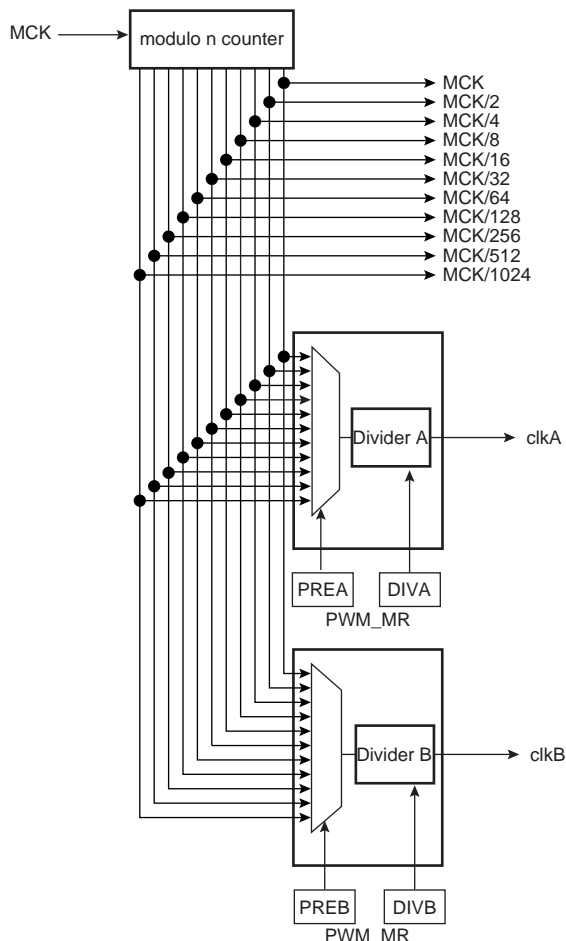 MCK
modulo n counter
MCK
MCK/2
MCK/4
MCK/8
MCK/16
MCK/32
MCK/64
MCK/128
MCK/256
MCK/512
MCK/1024
Divider A
clkA
PREA
DIVA
PWM_MR
Divider B
clkB
PREB
DIVB
PWM_MR